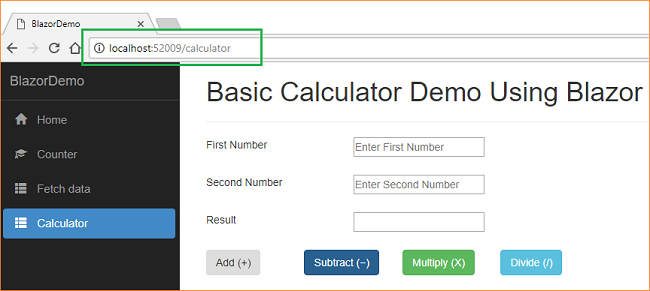 BlazorDemo
localhost:52009/calculator
BlazorDemo
Home
Counter
Fetch data
Calculator
Basic Calculator Demo Using Blazor
First Number
Enter First Number
Second Number
Enter Second Number
Result
Add (+)
Subtract (−)
Multiply (X)
Divide (/)